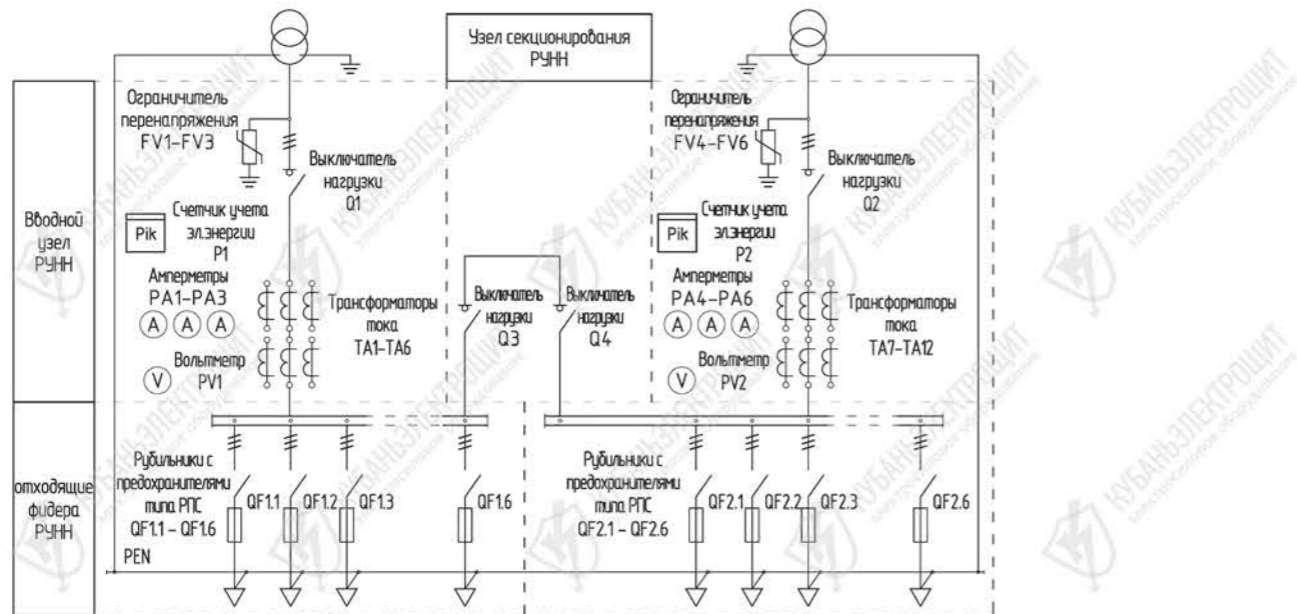 Узел секционирования
РУНН
Ограничитель
перенапряжения
FV1-FV3
Выключатель
нагрузки
Q1
Ограничитель
перенапряжения
FV4-FV6
Выключатель
нагрузки
Q2
Вводной
узел
РУНН
Pik
Счетчик учета
эл.энергии
P1
Амперметры
PA1-PA3
A A A
Трансформаторы
тока
TA1-TA6
Вольтметр
PV1
V
Выключатель
нагрузки
Q3
Выключатель
нагрузки
Q4
Pik
Счетчик учета
эл.энергии
P2
Амперметры
PA4-PA6
A A A
Трансформаторы
тока
TA7-TA12
Вольтметр
PV2
V
отходящие
фидера
РУНН
Рубильники с
предохранителями
типа РПС
QF1.1 - QF1.6
QF1.1 QF1.2 QF1.3 QF1.6
Рубильники с
предохранителями
типа РПС
QF2.1 - QF2.6
QF2.1 QF2.2 QF2.3 QF2.6
PEN
КУБАНЬЭЛЕКТРОЩИТ
электрощитовое оборудование